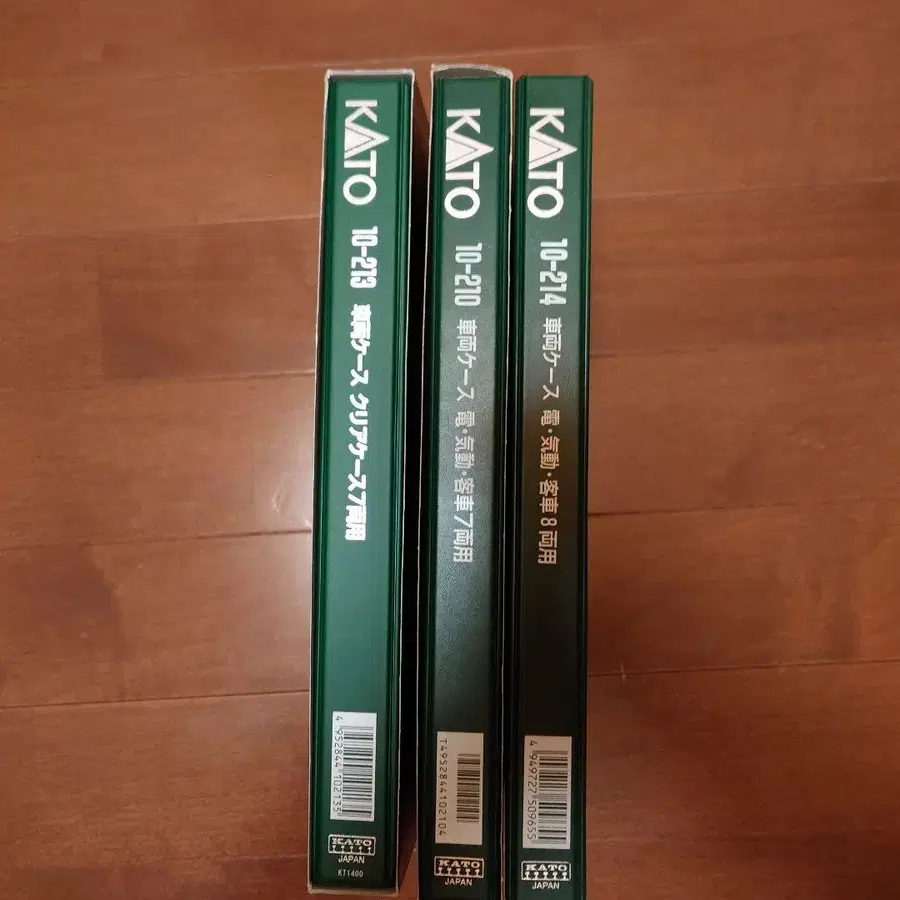 KATO 10-213 車両ケース クリアケース7両用
4 952844 102135
KATO
JAPAN
KT1400
KATO 10-210 車両ケース 電・気動・客車7両用
T4952844102104
KATO
JAPAN
KATO 10-214 車両ケース 電・気動・客車8両用
4 949727 509655
KATO
JAPAN